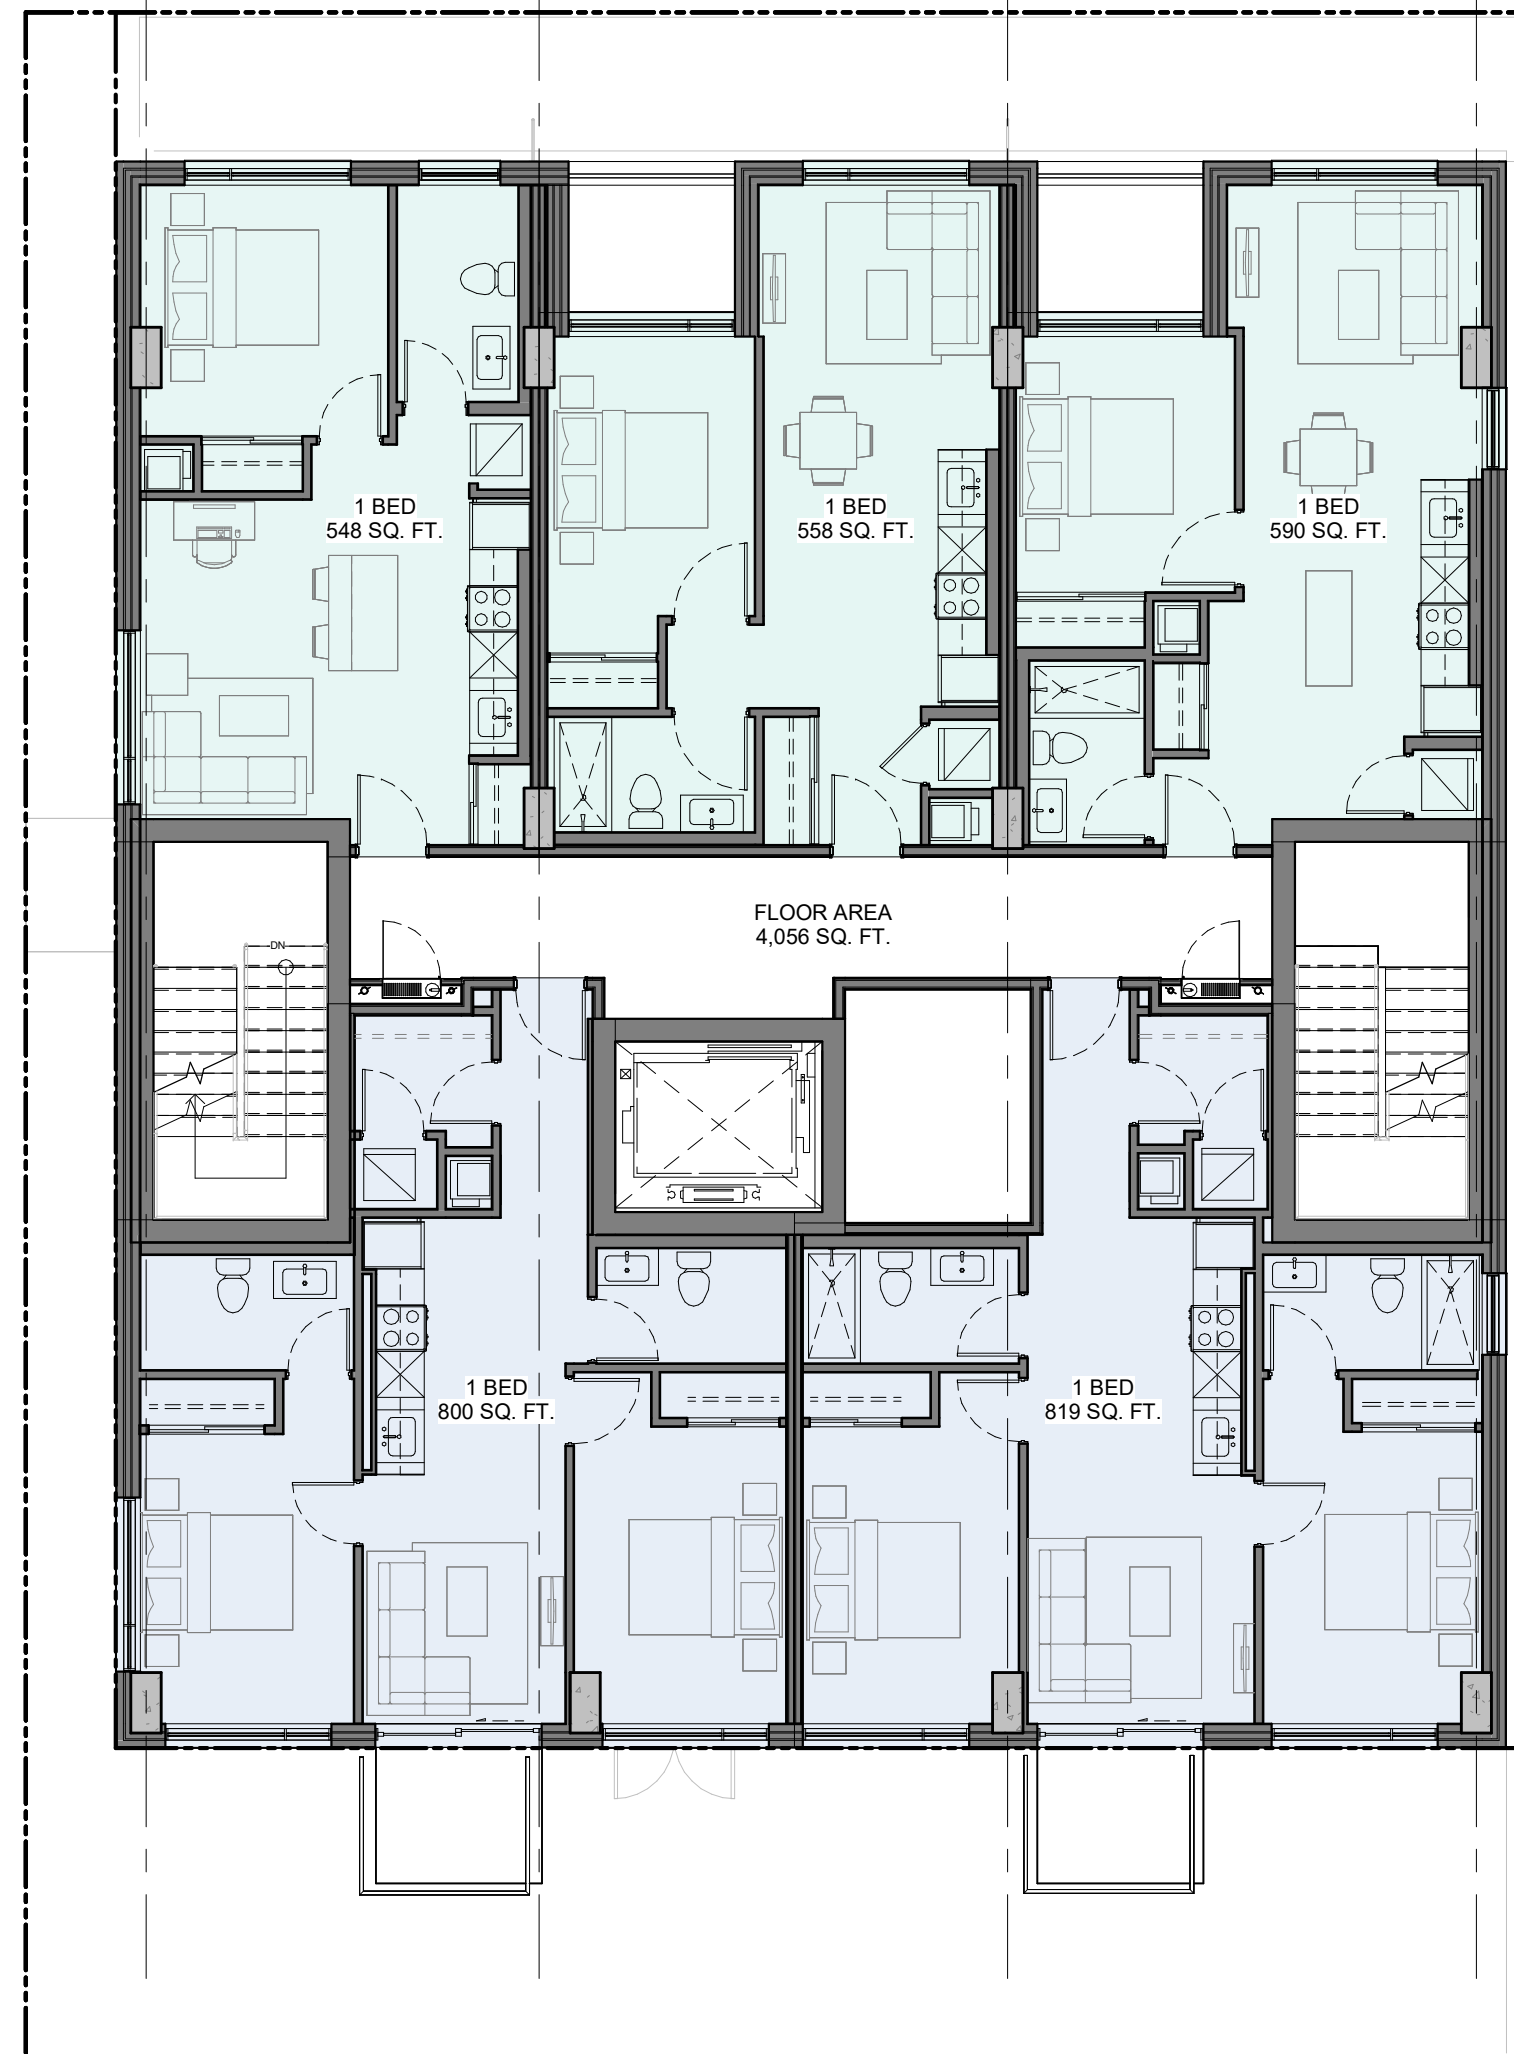 1 BED
548 SQ. FT.
1 BED
558 SQ. FT.
1 BED
590 SQ. FT.
FLOOR AREA
4,056 SQ. FT.
DN
1 BED
800 SQ. FT.
1 BED
819 SQ. FT.